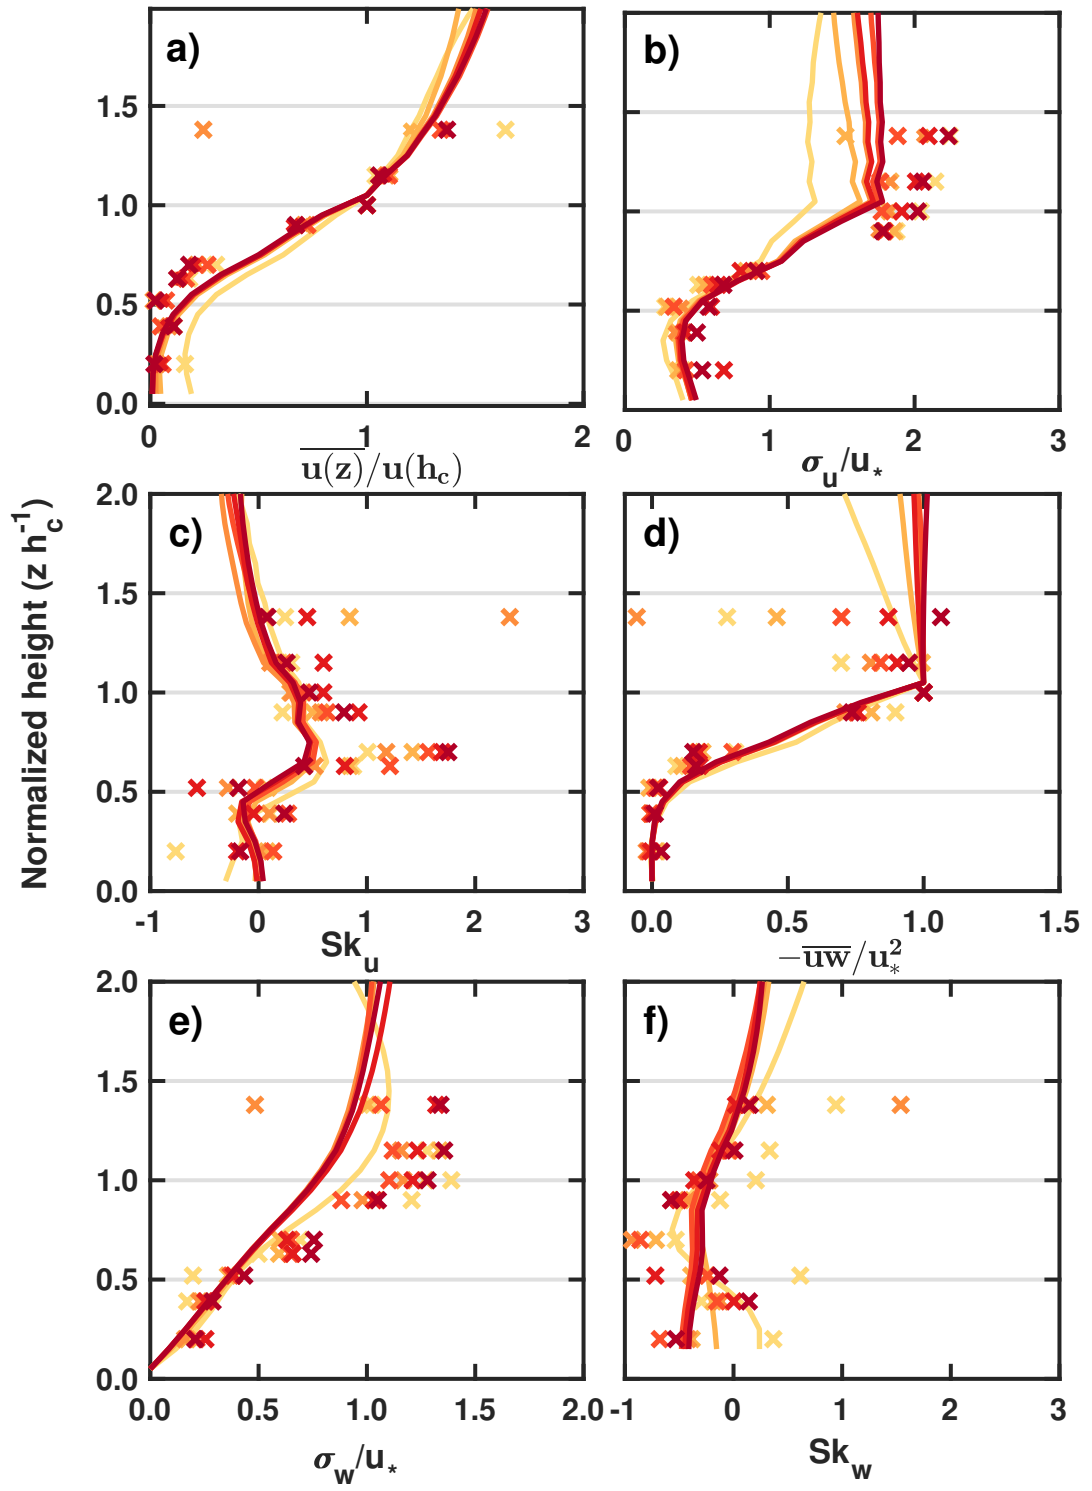 a)
b)
1.5
1.0
0.5
0.0
0 1 2
0 1 2 3
u(z)/u(h_c)
σ_u/u_*
Normalized height (z h_c^-1)
c)
d)
2.0
1.5
1.0
0.5
0.0
-1 0 1 2 3
0.0 0.5 1.0 1.5
Sk_u
−uw/u_*^2
e)
f)
2.0
1.5
1.0
0.5
0.0
0.0 0.5 1.0 1.5 2.0
-1 0 1 2 3
σ_w/u_*
Sk_w